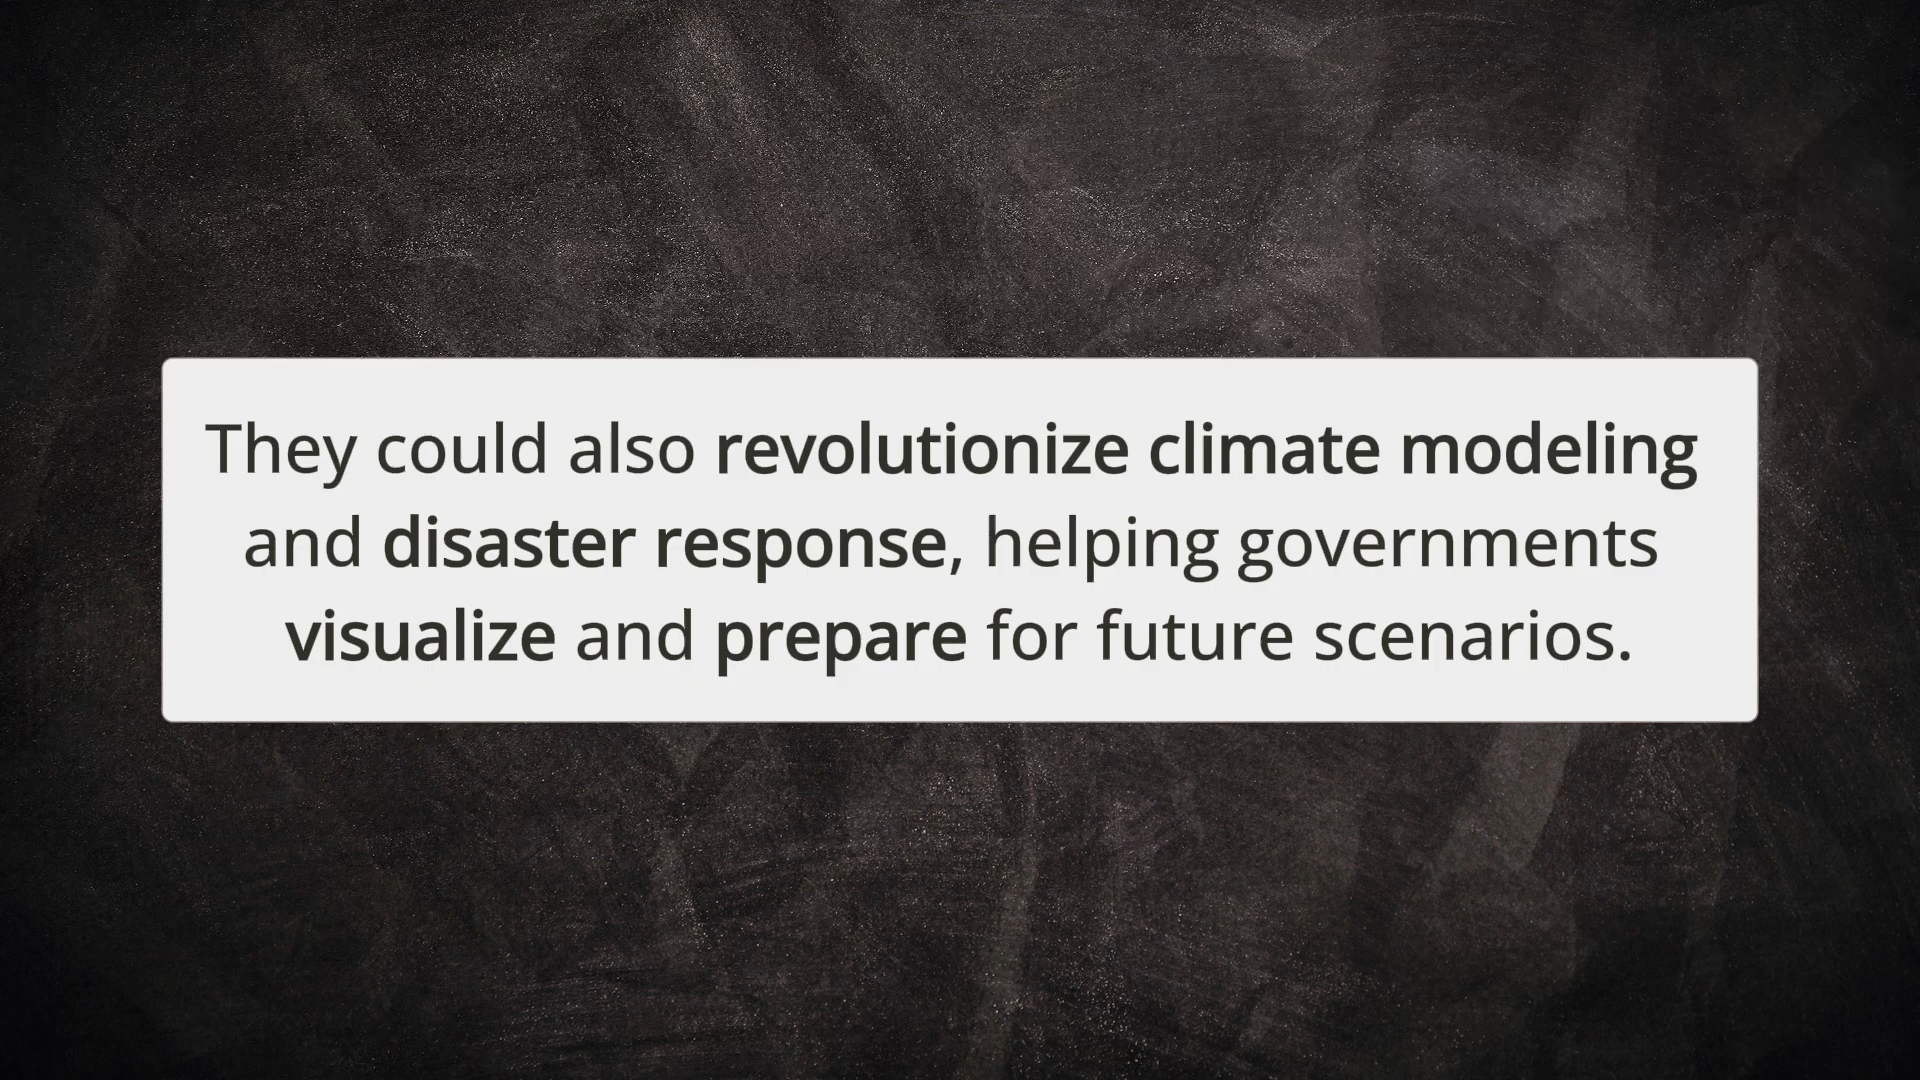 They could also revolutionize climate modeling
and disaster response, helping governments
visualize and prepare for future scenarios.